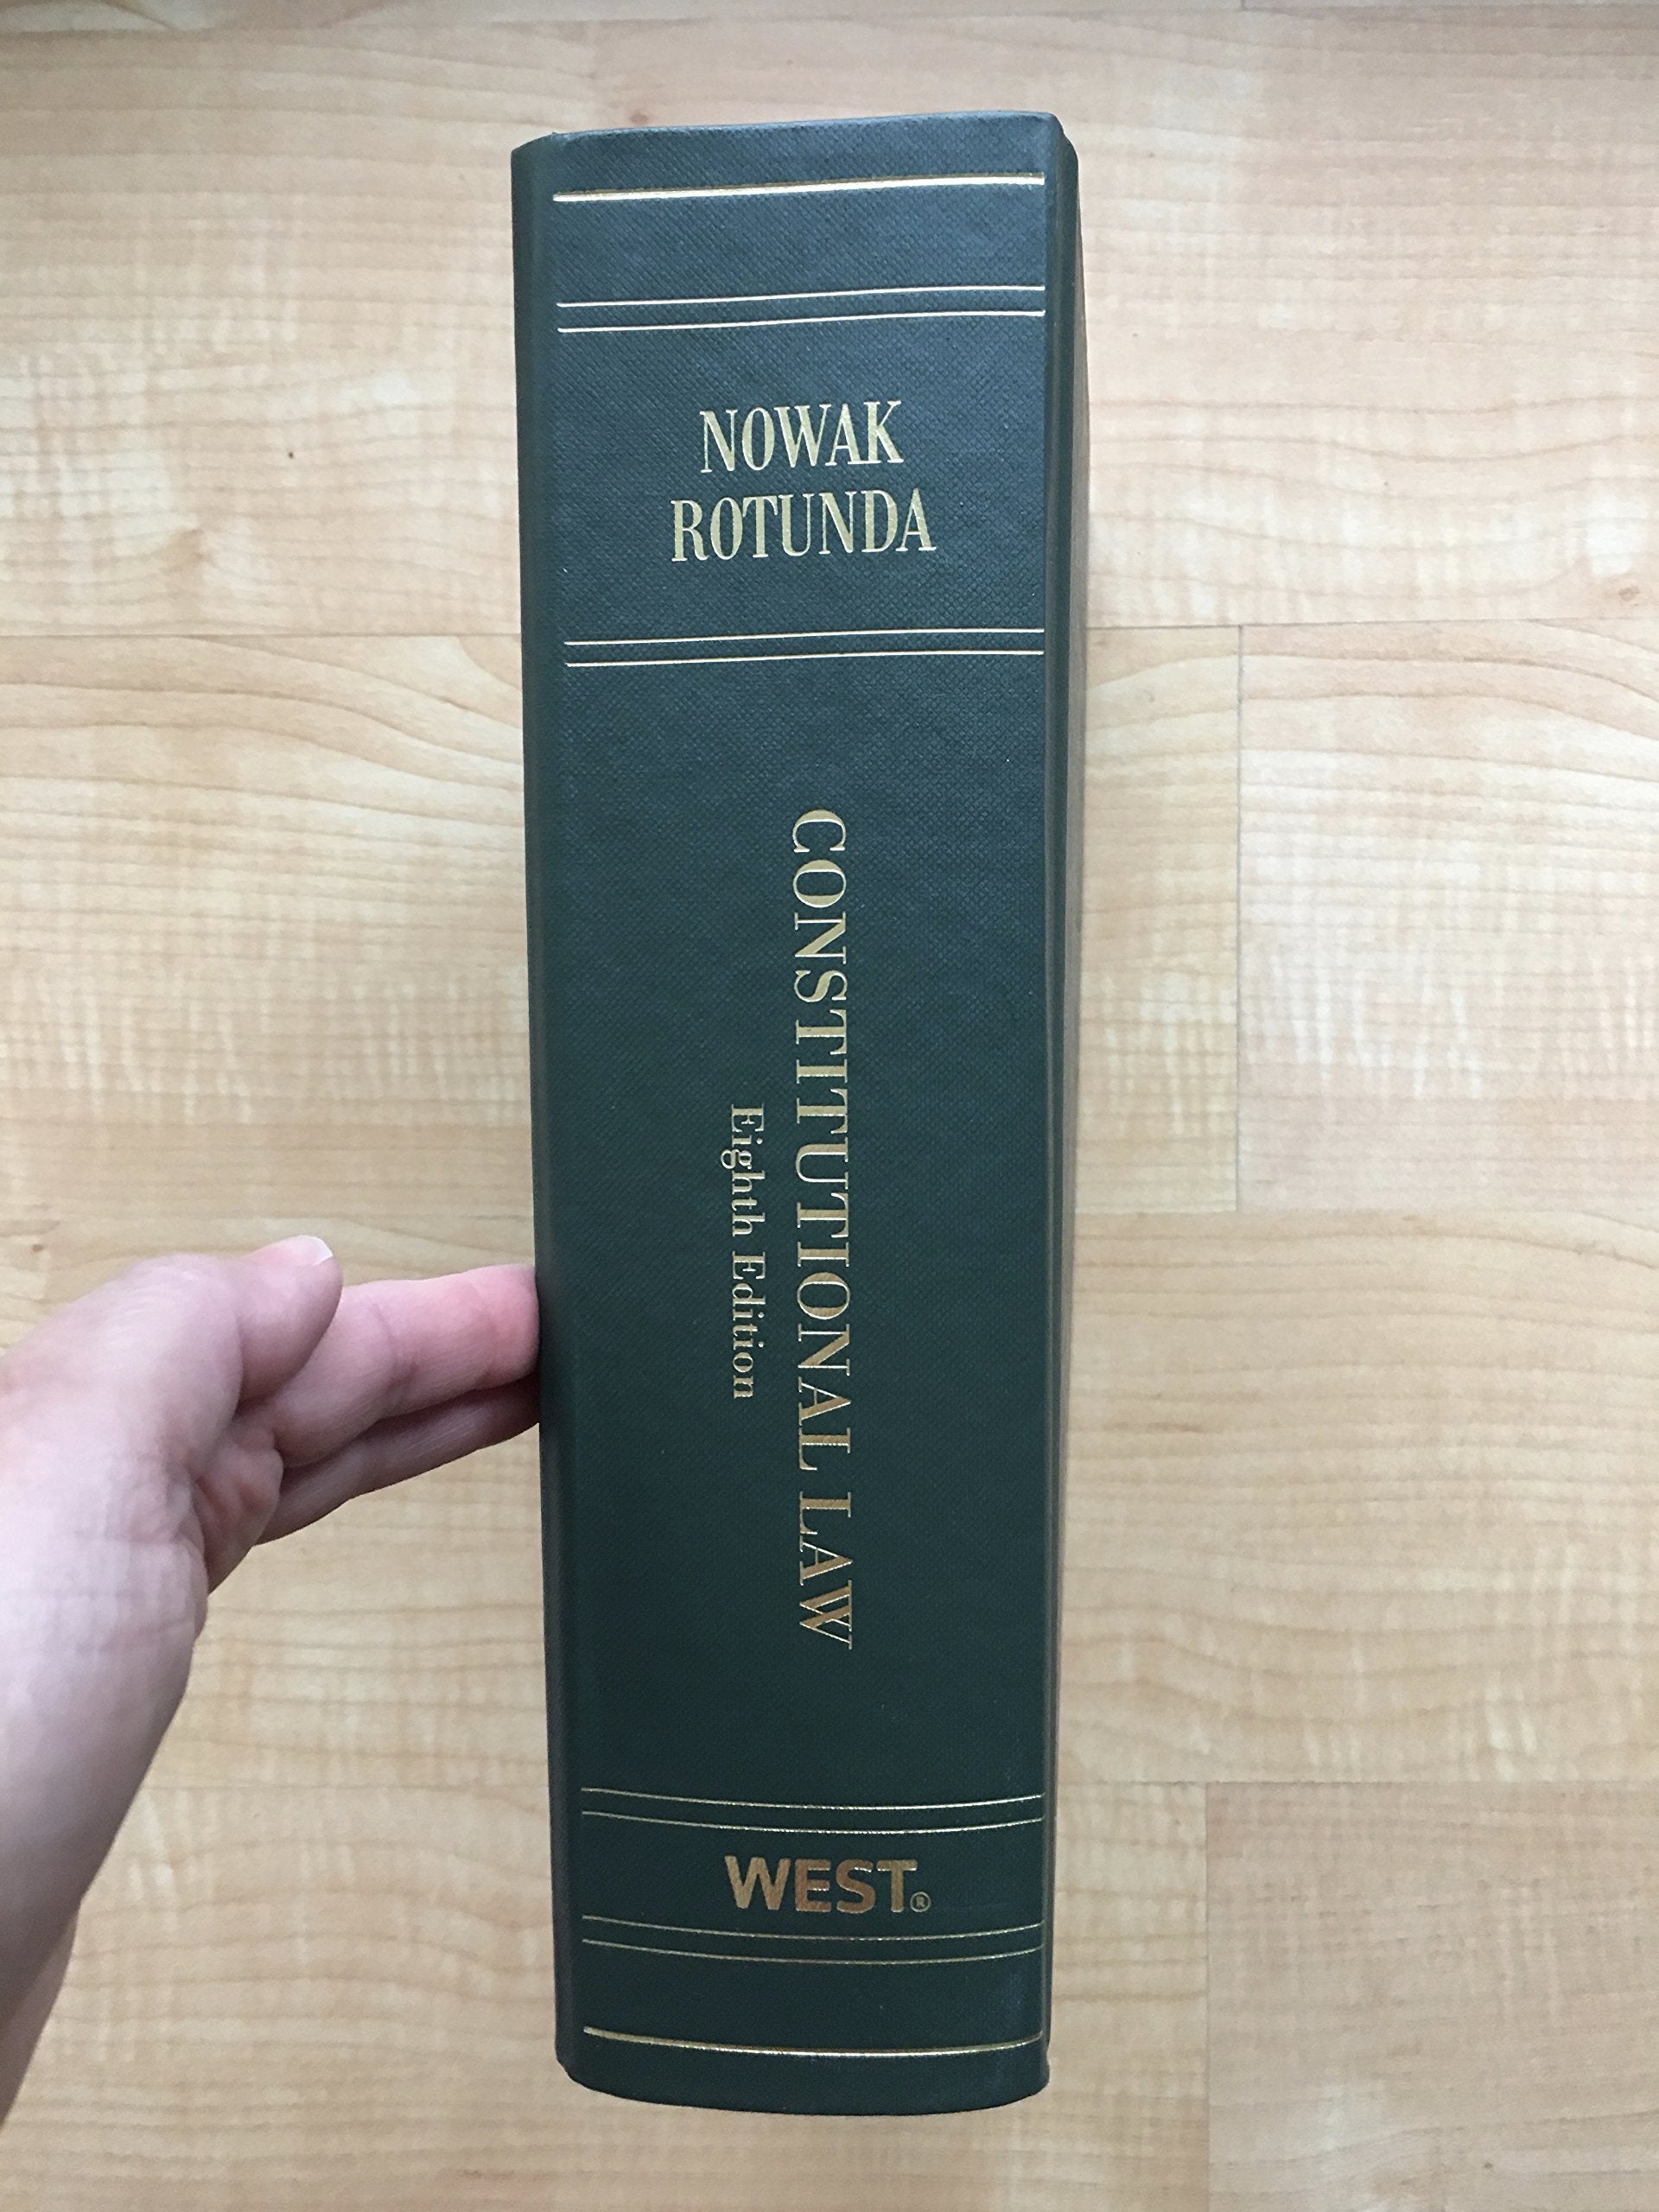 NOWAK
ROTUNDA
CONSTITUTIONAL LAW
Eighth Edition
WEST®